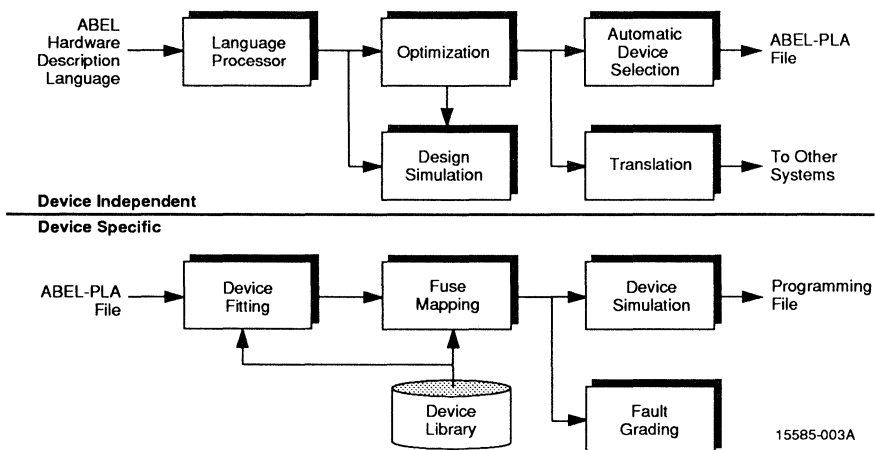 ABEL
Hardware
Description
Language
Language
Processor
Optimization
Automatic
Device
Selection
ABEL-PLA
File
Design
Simulation
Translation
To Other
Systems
Device Independent
Device Specific
ABEL-PLA
File
Device
Fitting
Fuse
Mapping
Device
Simulation
Programming
File
Device
Library
Fault
Grading
15585-003A